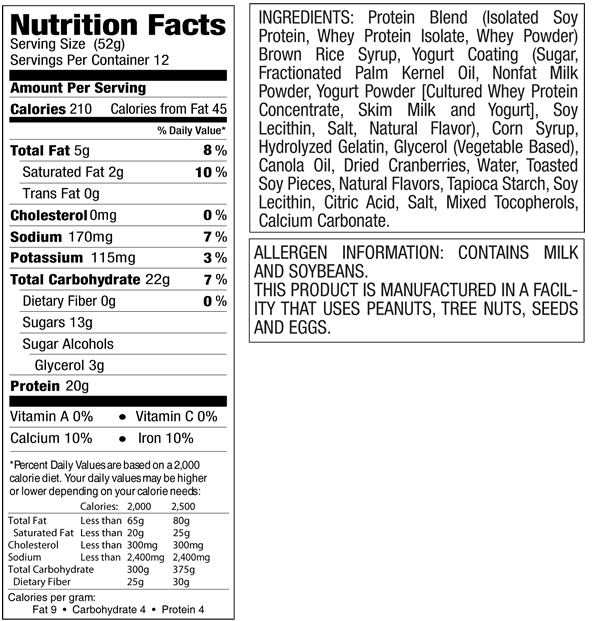 Nutrition Facts
Serving Size (52g)
Servings Per Container 12
Amount Per Serving
Calories 210 Calories from Fat 45
% Daily Value*
Total Fat 5g 8 %
Saturated Fat 2g 10 %
Trans Fat 0g
Cholesterol 0mg 0 %
Sodium 170mg 7 %
Potassium 115mg 3 %
Total Carbohydrate 22g 7 %
Dietary Fiber 0g 0 %
Sugars 13g
Sugar Alcohols
Glycerol 3g
Protein 20g
Vitamin A 0% • Vitamin C 0%
Calcium 10% • Iron 10%
*Percent Daily Values are based on a 2,000
calorie diet. Your daily values may be higher
or lower depending on your calorie needs:
Calories: 2,000 2,500
Total Fat Less than 65g 80g
Saturated Fat Less than 20g 25g
Cholesterol Less than 300mg 300mg
Sodium Less than 2,400mg 2,400mg
Total Carbohydrate 300g 375g
Dietary Fiber 25g 30g
Calories per gram:
Fat 9 • Carbohydrate 4 • Protein 4
INGREDIENTS: Protein Blend (Isolated Soy
Protein, Whey Protein Isolate, Whey Powder)
Brown Rice Syrup, Yogurt Coating (Sugar,
Fractionated Palm Kernel Oil, Nonfat Milk
Powder, Yogurt Powder [Cultured Whey Protein
Concentrate, Skim Milk and Yogurt], Soy
Lecithin, Salt, Natural Flavor), Corn Syrup,
Hydrolyzed Gelatin, Glycerol (Vegetable Based),
Canola Oil, Dried Cranberries, Water, Toasted
Soy Pieces, Natural Flavors, Tapioca Starch, Soy
Lecithin, Citric Acid, Salt, Mixed Tocopherols,
Calcium Carbonate.
ALLERGEN INFORMATION: CONTAINS MILK
AND SOYBEANS.
THIS PRODUCT IS MANUFACTURED IN A FACIL-
ITY THAT USES PEANUTS, TREE NUTS, SEEDS
AND EGGS.